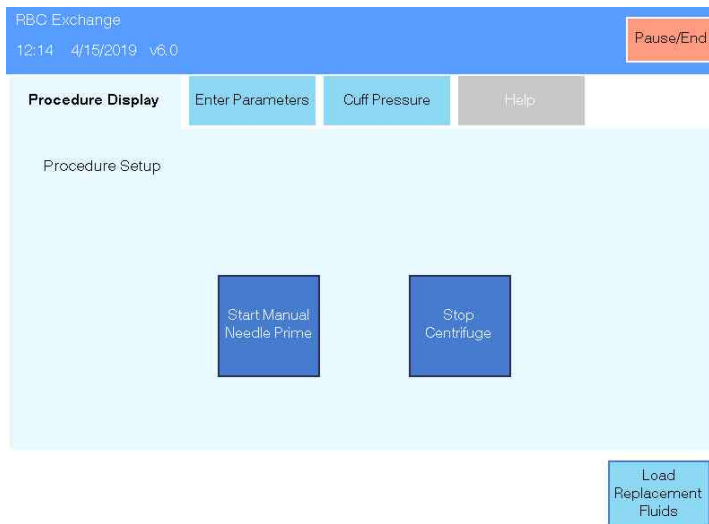 RBC Exchange
12:14 4/15/2019 v6.0
Pause/End
Procedure Display
Enter Parameters
Cuff Pressure
Help
Procedure Setup
Start Manual
Needle Prime
Stop
Centrifuge
Load
Replacement
Fluids